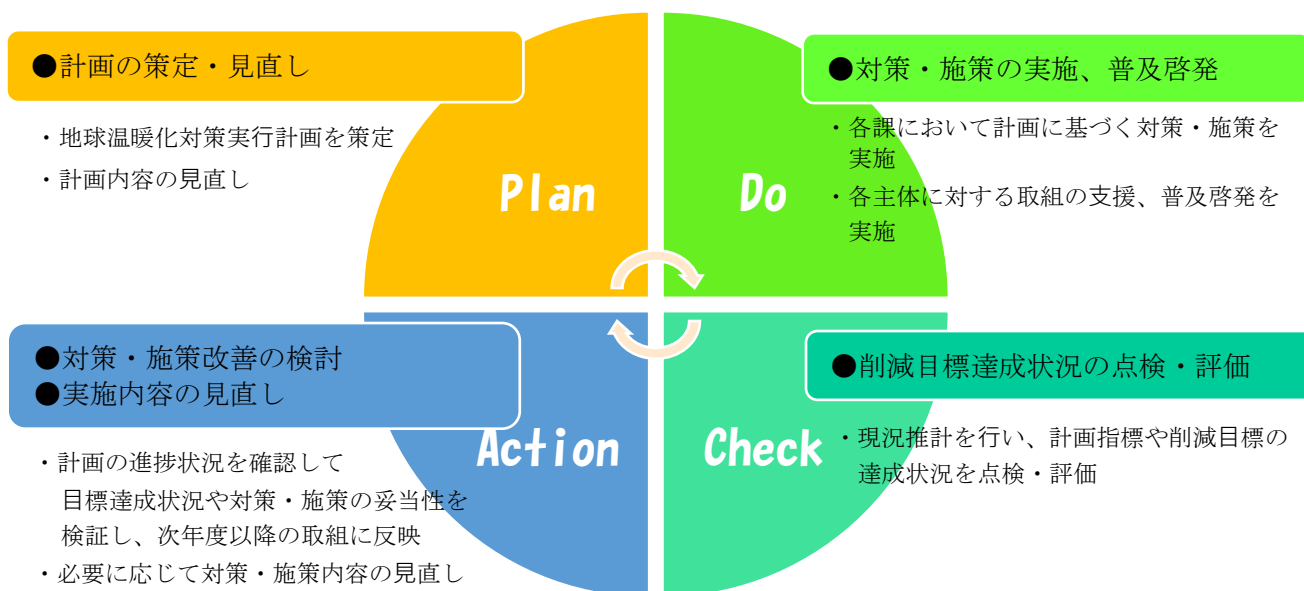 ●計画の策定・見直し
・地球温暖化対策実行計画を策定
・計画内容の見直し
Plan
●対策・施策の実施、普及啓発
・各課において計画に基づく対策・施策を
実施
・各主体に対する取組の支援、普及啓発を
実施
Do
●対策・施策改善の検討
●実施内容の見直し
・計画の進捗状況を確認して
目標達成状況や対策・施策の妥当性を
検証し、次年度以降の取組に反映
・必要に応じて対策・施策内容の見直し
Action
●削減目標達成状況の点検・評価
・現況推計を行い、計画指標や削減目標の
達成状況を点検・評価
Check